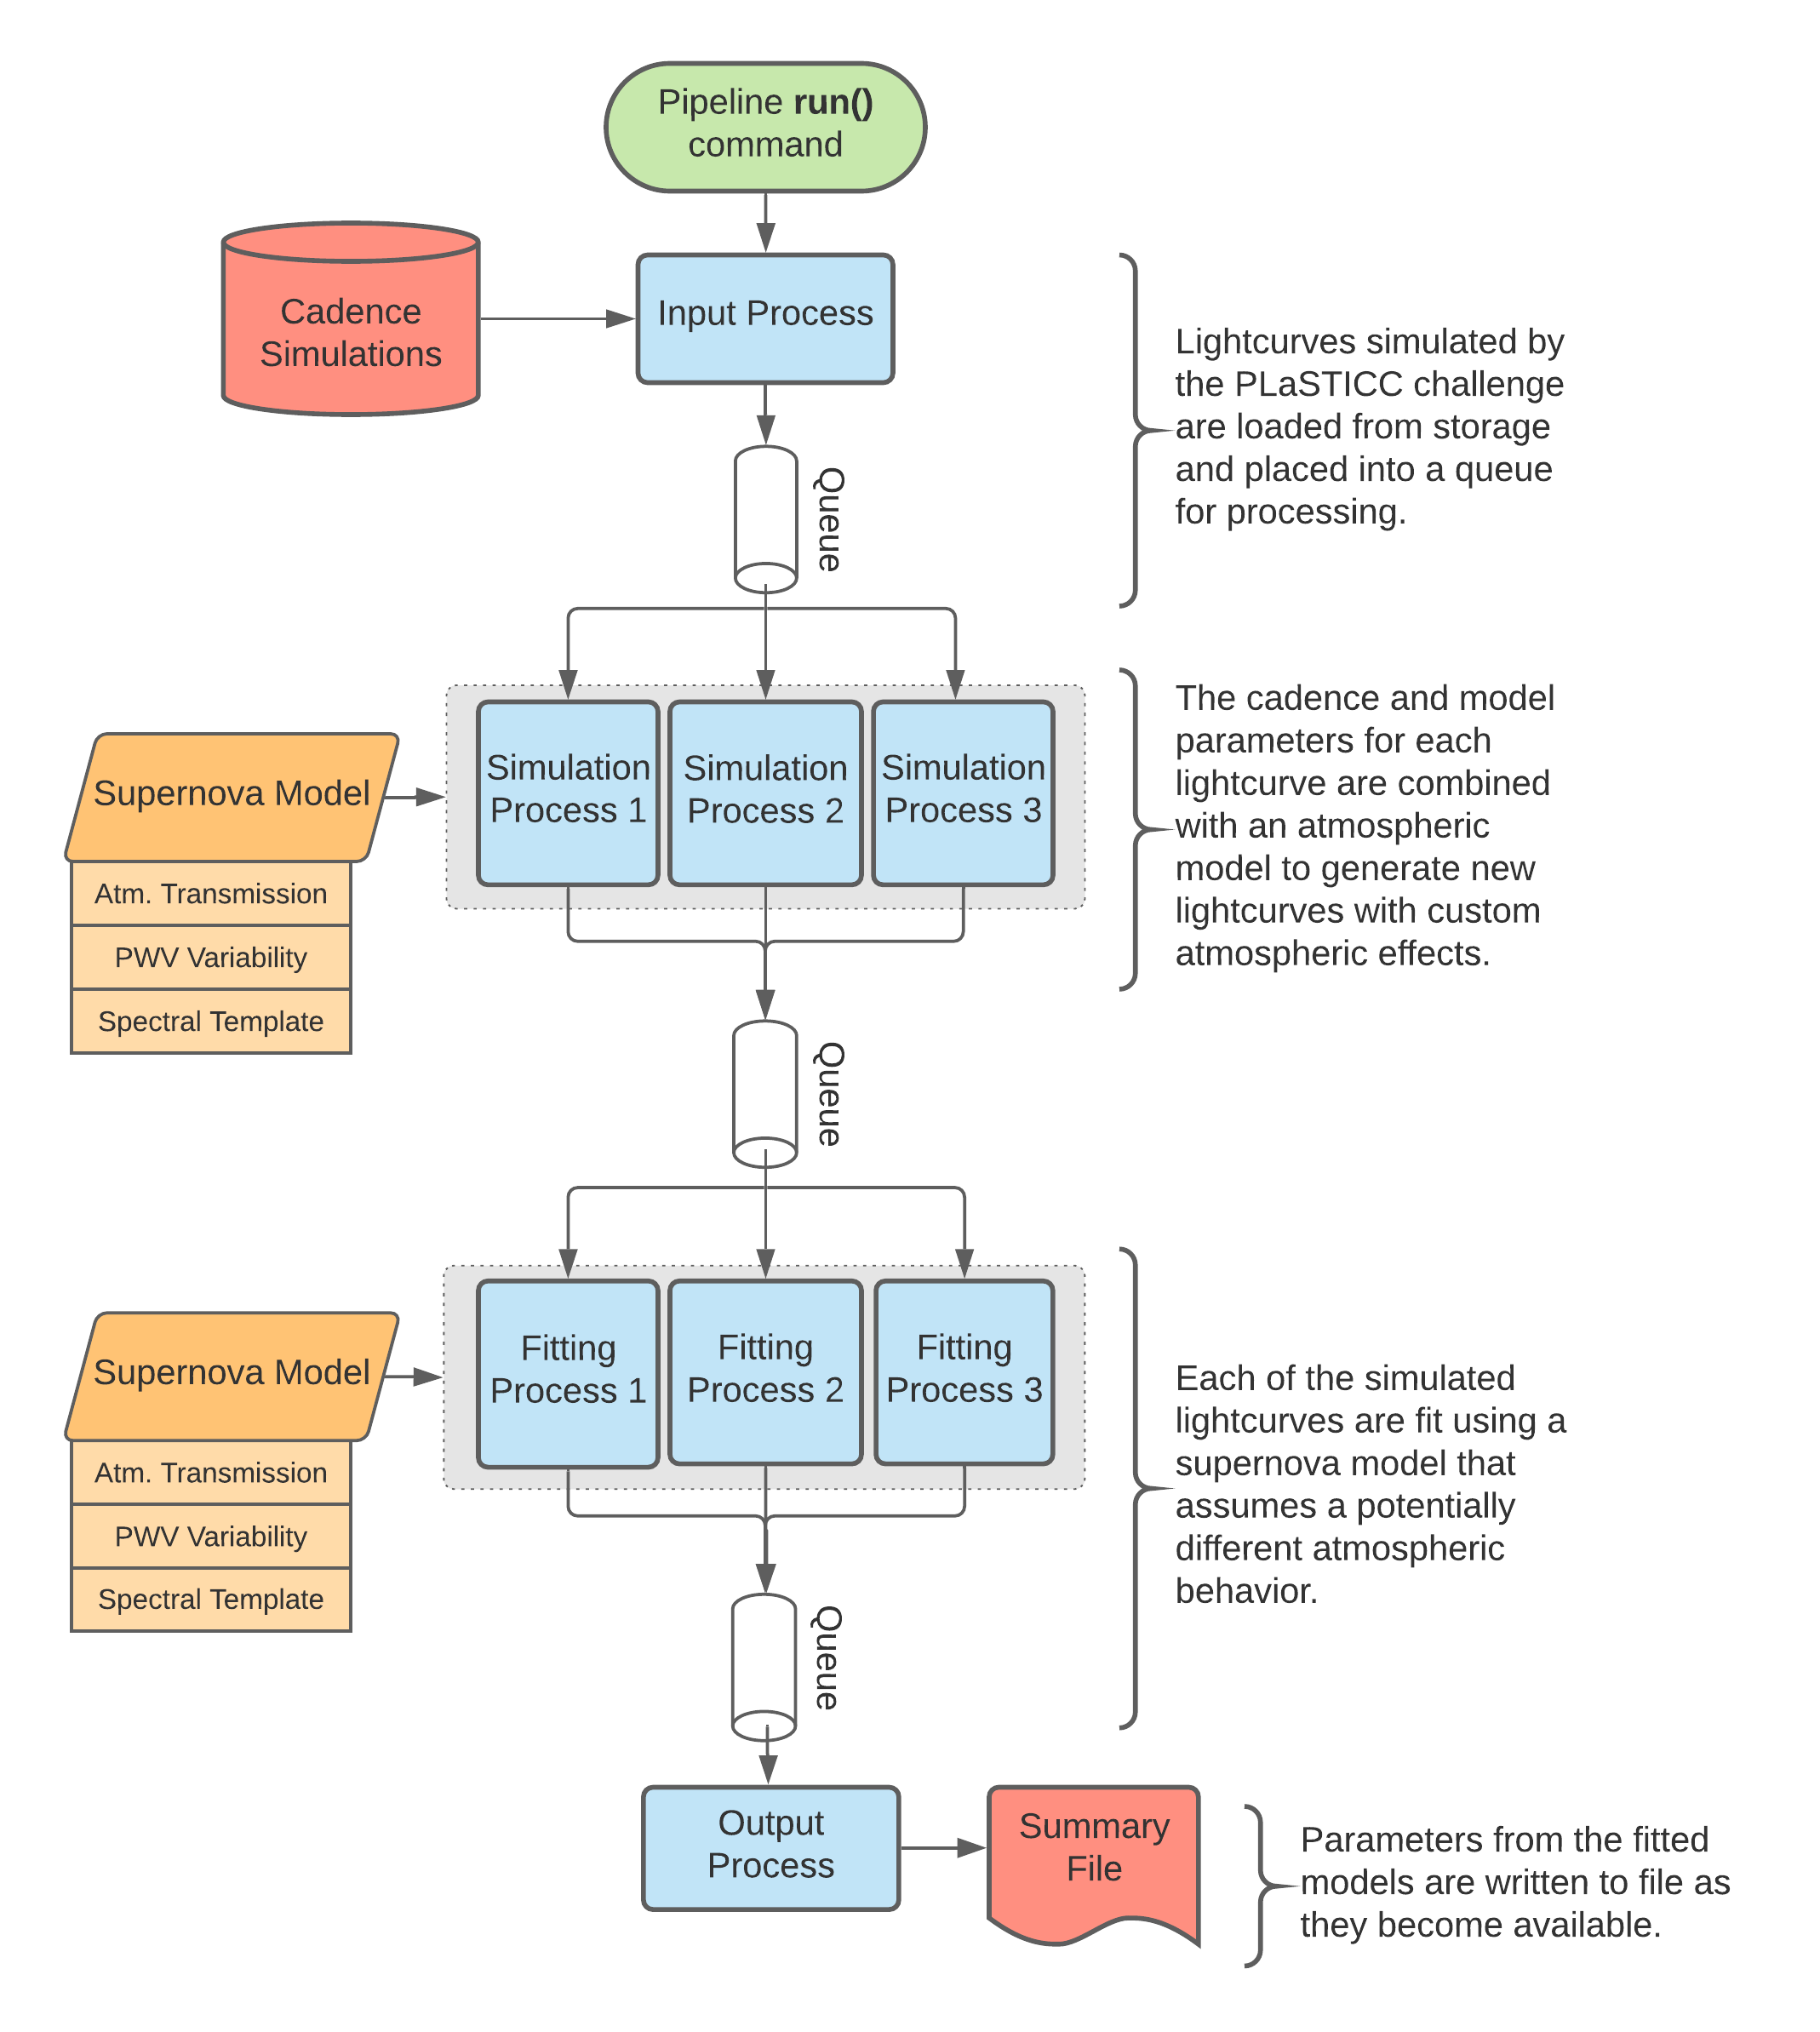 Pipeline run()
command
Cadence
Simulations
Input Process
Queue
Lightcurves simulated by
the PLaSTICC challenge
are loaded from storage
and placed into a queue
for processing.
Supernova Model
Atm. Transmission
PWV Variability
Spectral Template
Simulation
Process 1
Simulation
Process 2
Simulation
Process 3
The cadence and model
parameters for each
lightcurve are combined
with an atmospheric
model to generate new
lightcurves with custom
atmospheric effects.
Queue
Supernova Model
Atm. Transmission
PWV Variability
Spectral Template
Fitting
Process 1
Fitting
Process 2
Fitting
Process 3
Each of the simulated
lightcurves are fit using a
supernova model that
assumes a potentially
different atmospheric
behavior.
Queue
Output
Process
Summary
File
Parameters from the fitted
models are written to file as
they become available.